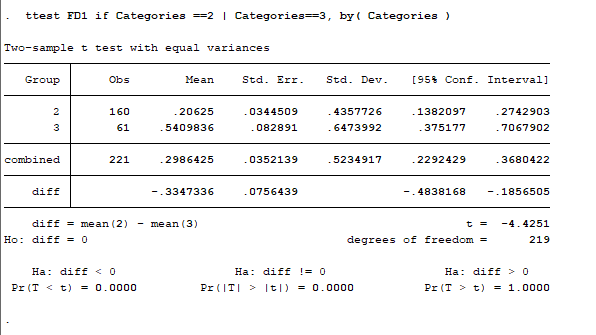 . ttest FD1 if Categories ==2 | Categories==3, by( Categories )
Two-sample t test with equal variances
Group Obs Mean Std. Err. Std. Dev. [95% Conf. Interval]
2 160 .20625 .0344509 .4357726 .1382097 .2742903
3 61 .5409836 .082891 .6473992 .375177 .7067902
combined 221 .2986425 .0352139 .5234917 .2292429 .3680422
diff -.3347336 .0756439 -.4838168 -.1856505
diff = mean(2) - mean(3) t = -4.4251
Ho: diff = 0 degrees of freedom = 219
Ha: diff < 0 Ha: diff != 0 Ha: diff > 0
Pr(T < t) = 0.0000 Pr(|T| > |t|) = 0.0000 Pr(T > t) = 1.0000
.